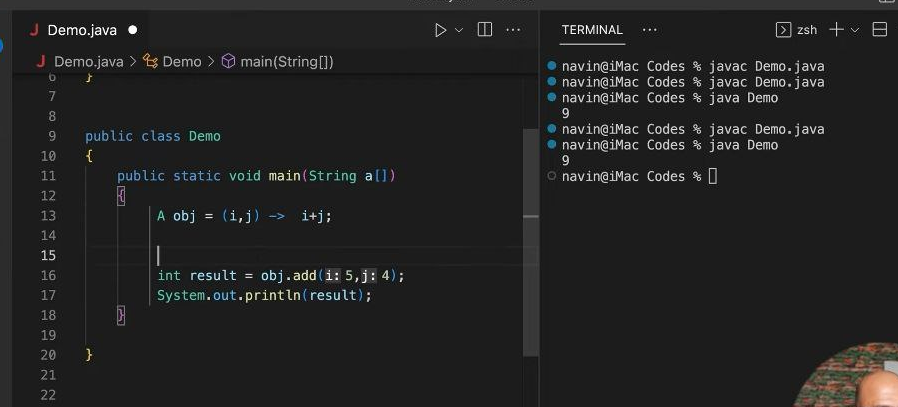 Demo.java
Demo.java > Demo > main(String[])
6 }
7
8
9 public class Demo
10 {
11 public static void main(String a[])
12 {
13 A obj = (i,j) -> i+j;
14
15
16 int result = obj.add(i: 5,j: 4);
17 System.out.println(result);
18 }
19
20 }
21
22
TERMINAL
zsh
navin@iMac Codes % javac Demo.java
navin@iMac Codes % javac Demo.java
navin@iMac Codes % java Demo
9
navin@iMac Codes % javac Demo.java
navin@iMac Codes % java Demo
9
navin@iMac Codes %